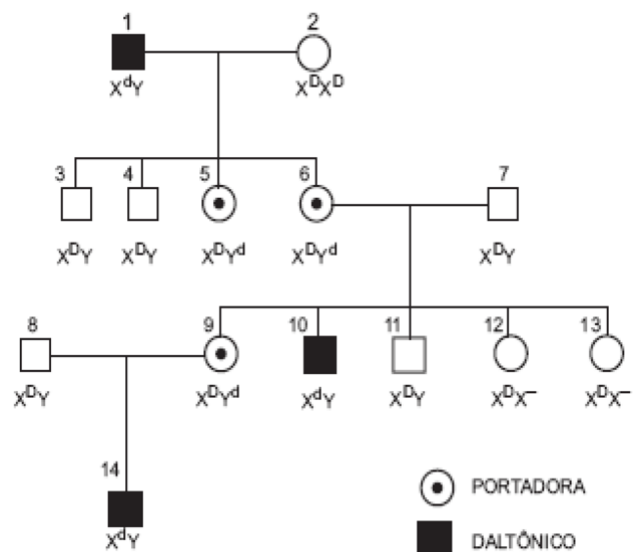 1 2
XᵈY XᴰXᴰ
3 4 5 6 7
XᴰY XᴰY XᴰYᵈ XᴰYᵈ XᴰY
8 9 10 11 12 13
XᴰY XᴰYᵈ XᵈY XᴰY XᴰX⁻ XᴰX⁻
14
XᵈY
PORTADORA
DALTÔNICO